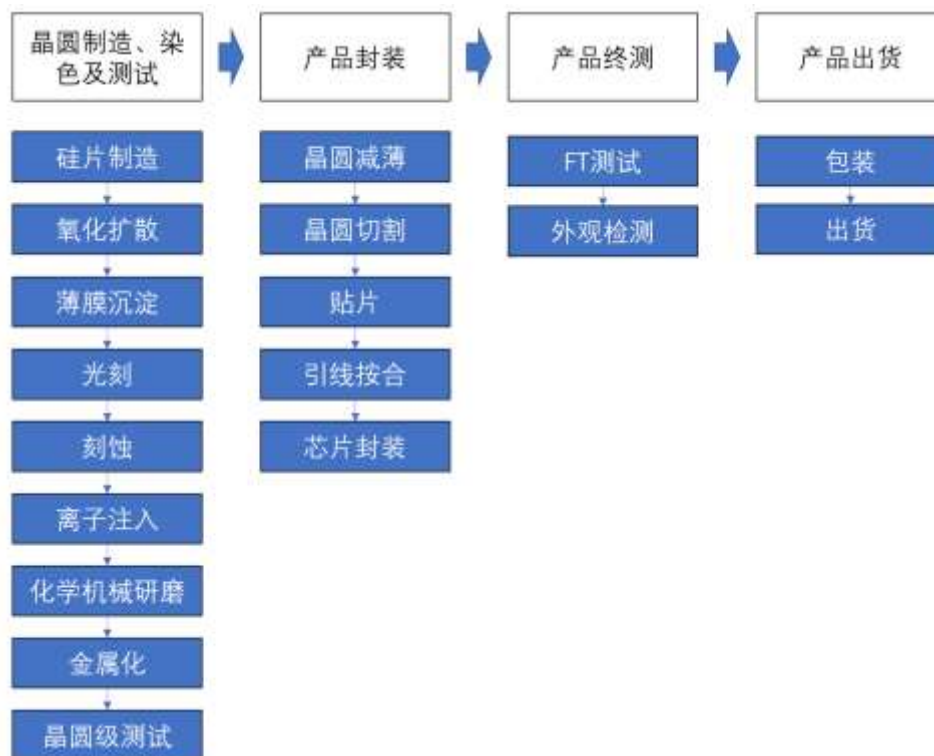 晶圆制造、染
色及测试
产品封装
产品终测
产品出货
硅片制造
氧化扩散
薄膜沉淀
光刻
刻蚀
离子注入
化学机械研磨
金属化
晶圆级测试
晶圆减薄
晶圆切割
贴片
引线按合
芯片封装
FT测试
外观检测
包装
出货